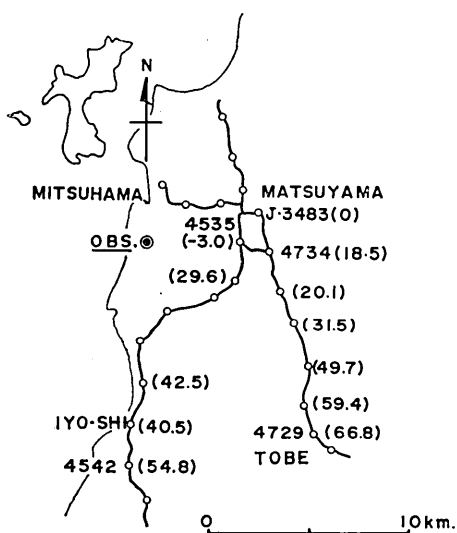 N
MITSUHAMA
MATSUYAMA
J·3483(0)
4535
(-3.0)
OBS.
4734(18·5)
(29.6)
(20.1)
(31.5)
(49.7)
(42.5)
(59.4)
IYO·SHI
(40.5)
4729
(66.8)
4542
(54.8)
TOBE
0
10km.